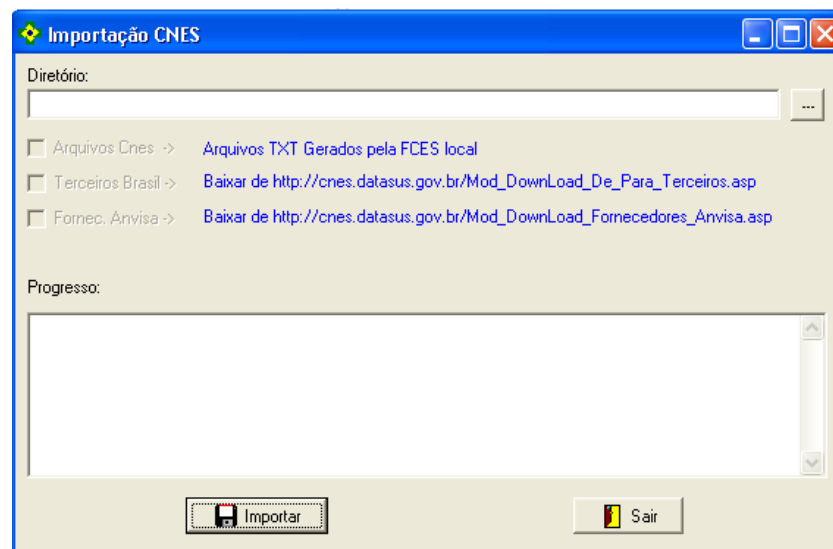 Importação CNES
Diretório:
...
Arquivos Cnes -> Arquivos TXT Gerados pela FCES local
Terceiros Brasil -> Baixar de http://cnes.datasus.gov.br/Mod_DownLoad_De_Para_Terceiros.asp
Fornec. Anvisa -> Baixar de http://cnes.datasus.gov.br/Mod_DownLoad_Fornecedores_Anvisa.asp
Progresso:
Importar Sair